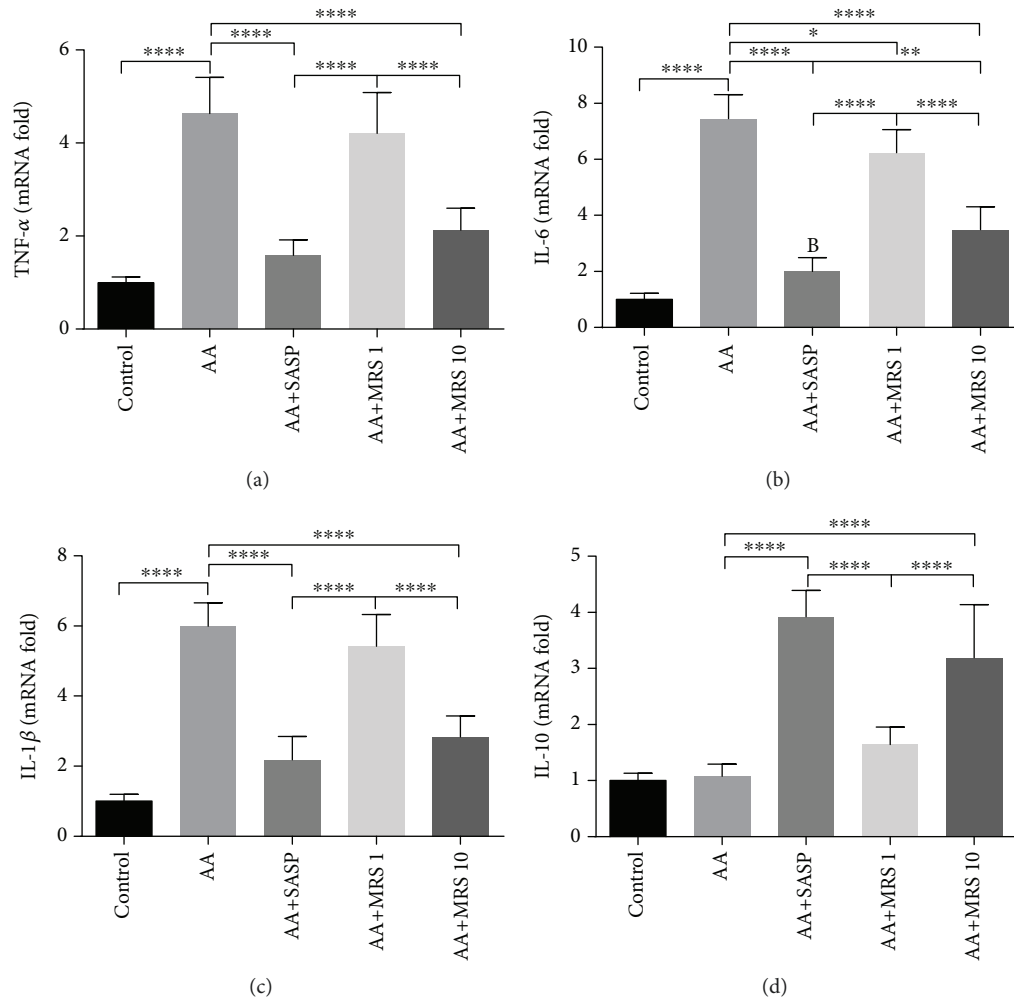 ****
**** ****
**** **** ****
6
4
2
0
TNF-α (mRNA fold)
Control
AA
AA+SASP
AA+MRS 1
AA+MRS 10
(a)
****
*
**** **
****
**** ****
10
8
6
4
2
0
IL-6 (mRNA fold)
B
Control
AA
AA+SASP
AA+MRS 1
AA+MRS 10
(b)
****
****
**** **** ****
8
6
4
2
0
IL-1β (mRNA fold)
Control
AA
AA+SASP
AA+MRS 1
AA+MRS 10
(c)
****
****
**** ****
5
4
3
2
1
0
IL-10 (mRNA fold)
Control
AA
AA+SASP
AA+MRS 1
AA+MRS 10
(d)